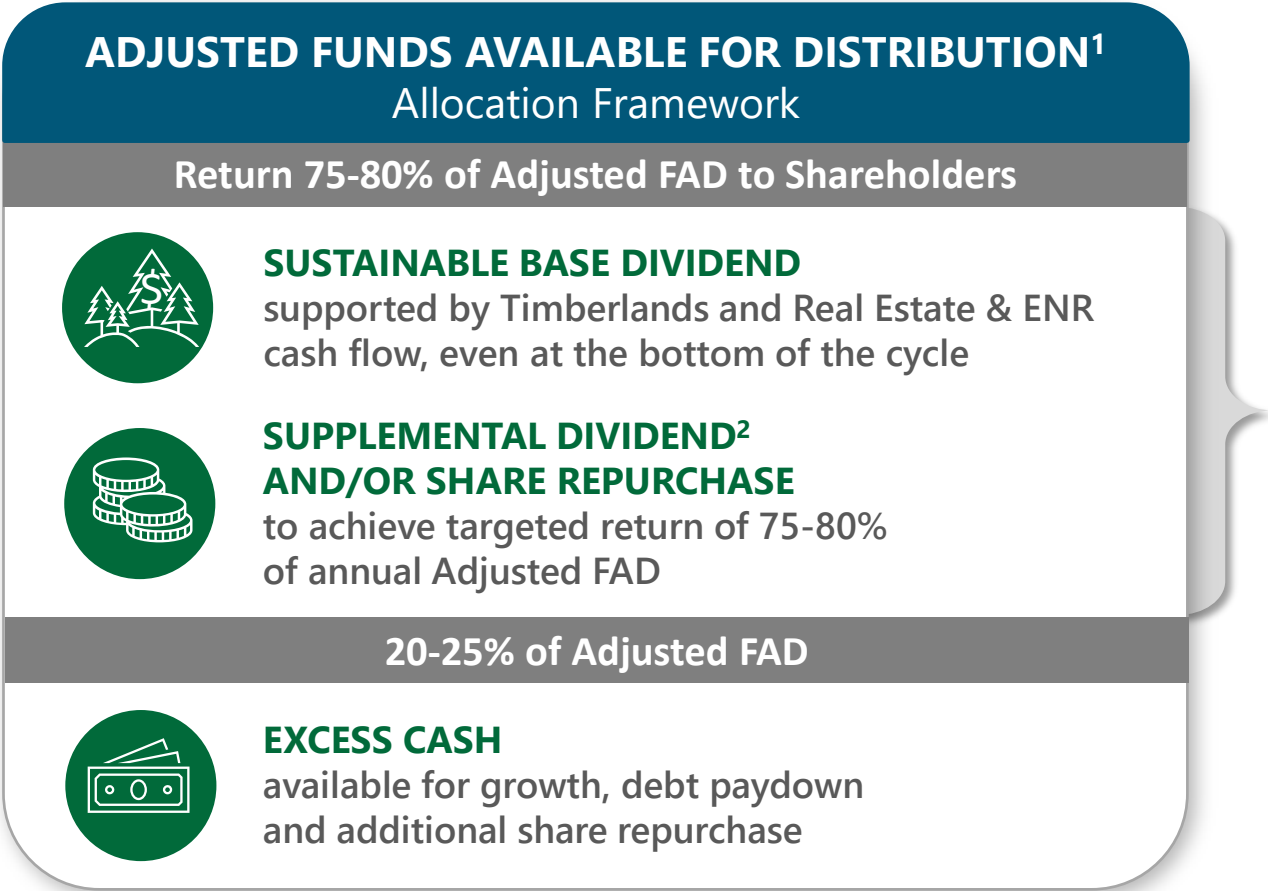 ADJUSTED FUNDS AVAILABLE FOR DISTRIBUTION¹
Allocation Framework
Return 75-80% of Adjusted FAD to Shareholders
$
SUSTAINABLE BASE DIVIDEND
supported by Timberlands and Real Estate & ENR
cash flow, even at the bottom of the cycle
SUPPLEMENTAL DIVIDEND²
AND/OR SHARE REPURCHASE
to achieve targeted return of 75-80%
of annual Adjusted FAD
20-25% of Adjusted FAD
EXCESS CASH
available for growth, debt paydown
and additional share repurchase